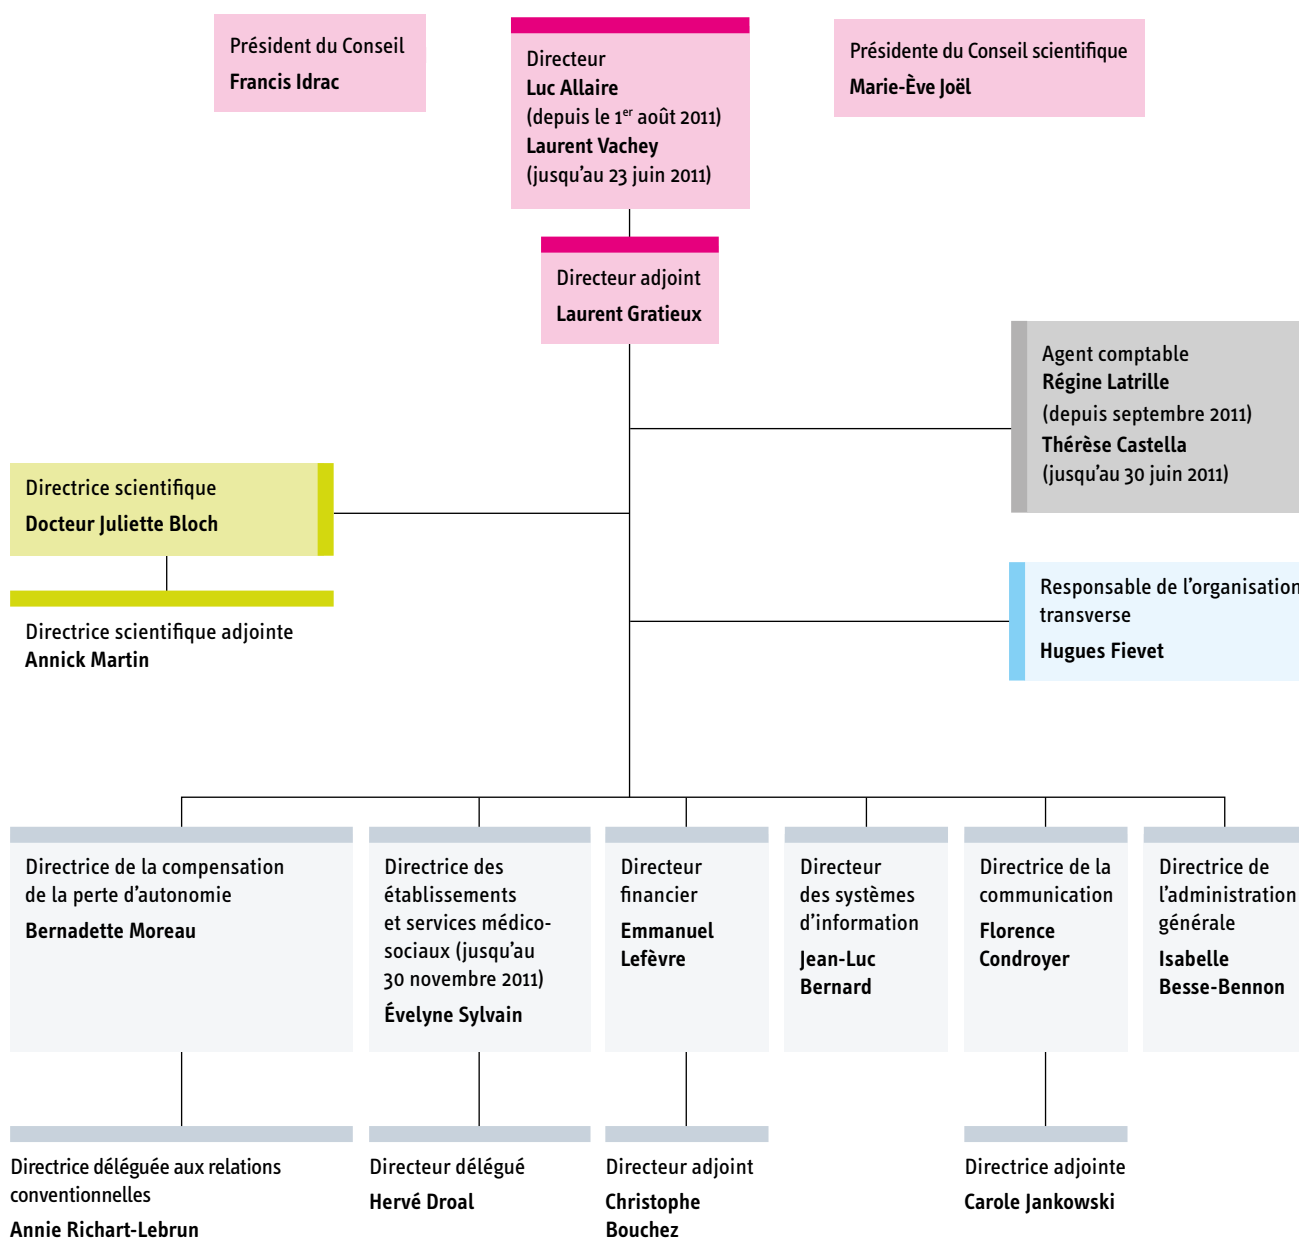 Président du Conseil
Francis Idrac
Directeur
Luc Allaire
(depuis le 1er août 2011)
Laurent Vachey
(jusqu'au 23 juin 2011)
Présidente du Conseil scientifique
Marie-Ève Joël
Directeur adjoint
Laurent Gratieux
Agent comptable
Régine Latrille
(depuis septembre 2011)
Thérèse Castella
(jusqu'au 30 juin 2011)
Directrice scientifique
Docteur Juliette Bloch
Directrice scientifique adjointe
Annick Martin
Responsable de l'organisation
transverse
Hugues Fievet
Directrice de la compensation
de la perte d'autonomie
Bernadette Moreau
Directrice des
établissements
et services médico-
sociaux (jusqu'au
30 novembre 2011)
Évelyne Sylvain
Directeur
financier
Emmanuel
Lefèvre
Directeur
des systèmes
d'information
Jean-Luc
Bernard
Directrice de la
communication
Florence
Condroyer
Directrice de
l'administration
générale
Isabelle
Besse-Bennon
Directrice déléguée aux relations
conventionnelles
Annie Richart-Lebrun
Directeur délégué
Hervé Droal
Directeur adjoint
Christophe
Bouchez
Directrice adjointe
Carole Jankowski